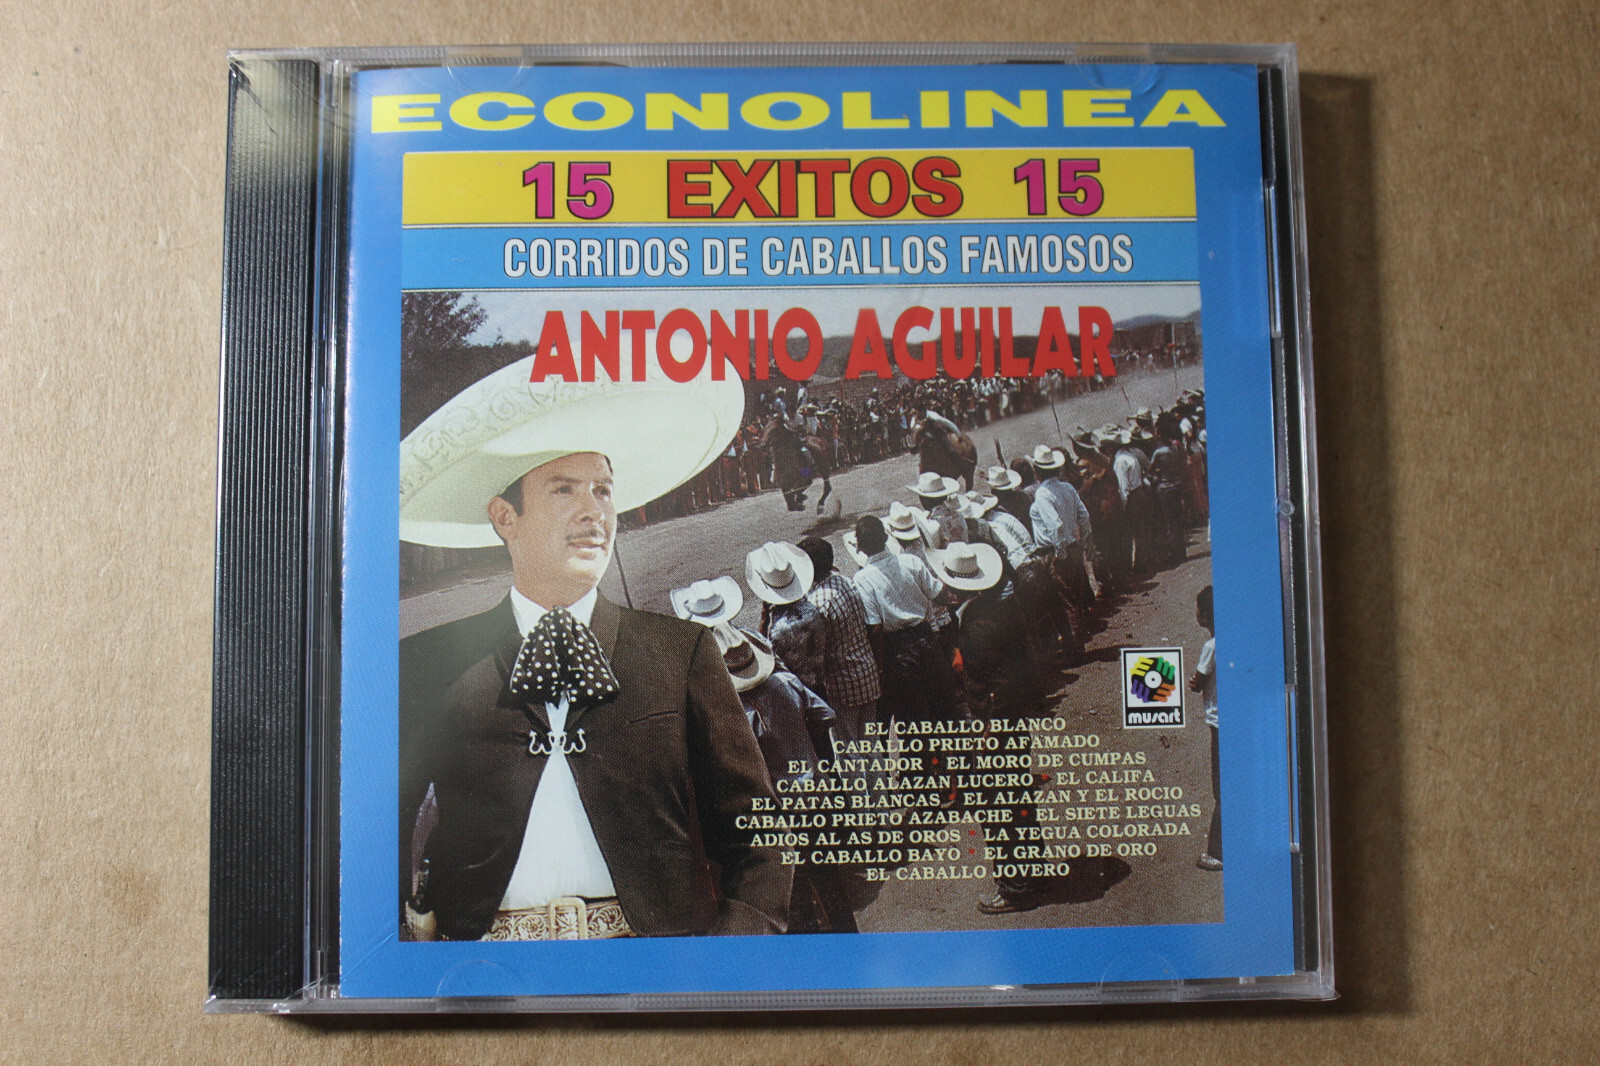 ECONOLINEA
15 EXITOS 15
CORRIDOS DE CABALLOS FAMOSOS
ANTONIO AGUILAR
musart
EL CABALLO BLANCO
CABALLO PRIETO AFAMADO
EL CANTADOR * EL MORO DE CUMPAS
CABALLO ALAZAN LUCERO * EL CALIFA
EL PATAS BLANCAS * EL ALAZAN Y EL ROCIO
CABALLO PRIETO AZABACHE * EL SIETE LEGUAS
ADIOS AL AS DE OROS * LA YEGUA COLORADA
EL CABALLO BAYO * EL GRANO DE ORO
EL CABALLO JOVERO